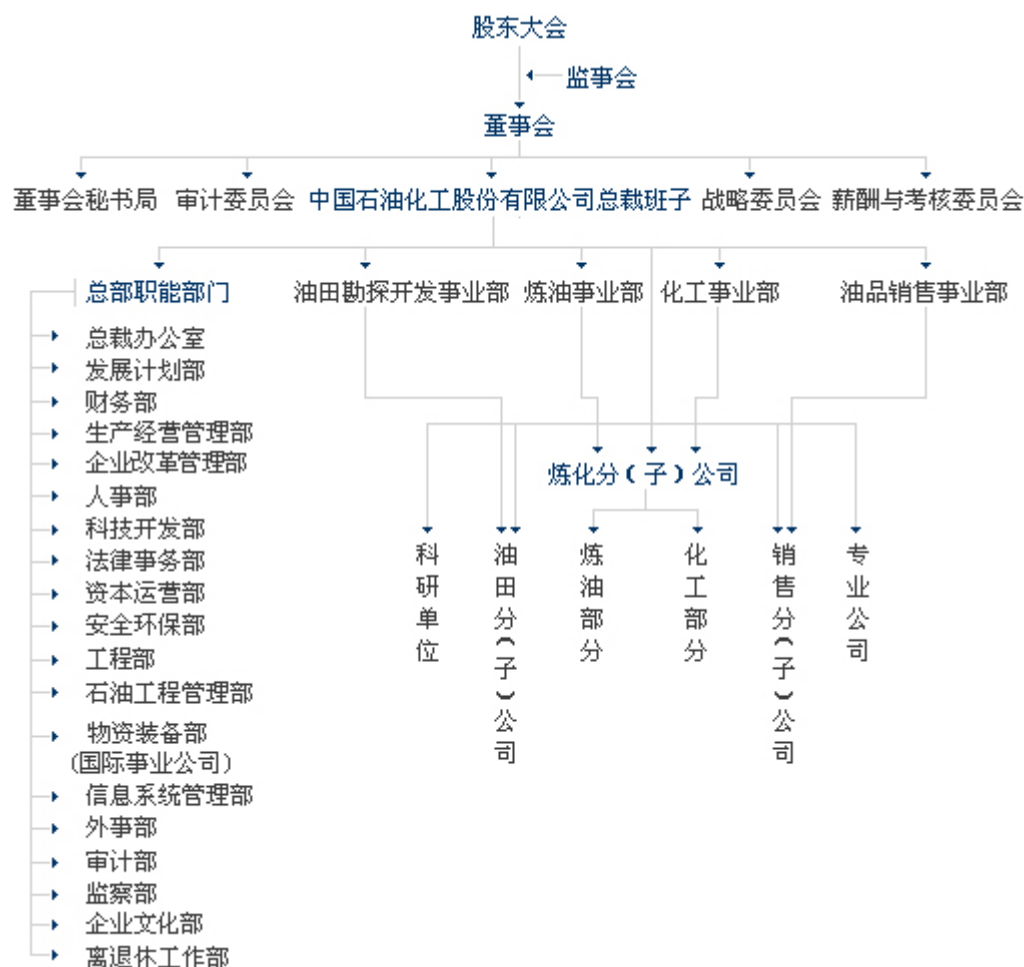 股东大会
监事会
董事会
董事会秘书局 审计委员会 中国石油化工股份有限公司总裁班子 战略委员会 薪酬与考核委员会
总部职能部门 油田勘探开发事业部 炼油事业部 化工事业部 油品销售事业部
总裁办公室
发展计划部
财务部
生产经营管理部
企业改革管理部
人事部
科技开发部
法律事务部
资本运营部
安全环保部
工程部
石油工程管理部
物资装备部
(国际事业公司)
信息系统管理部
外事部
审计部
监察部
企业文化部
离退休工作部
炼化分(子)公司
科研单位
油田分(子)公司
炼油部分
化工部分
销售分(子)公司
专业公司